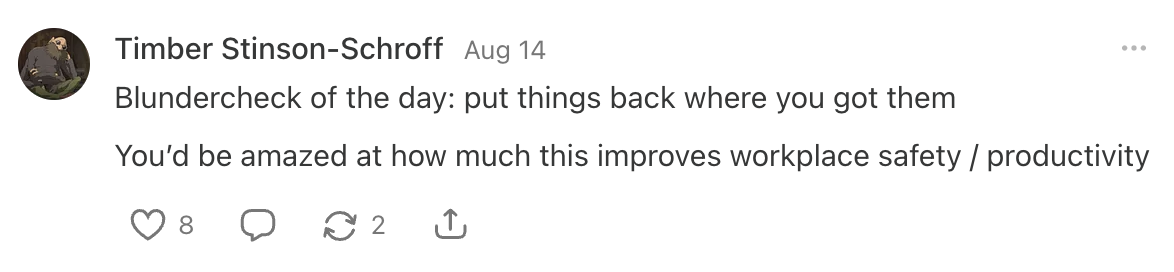 Timber Stinson-Schroff Aug 14
Blundercheck of the day: put things back where you got them
You’d be amazed at how much this improves workplace safety / productivity
8 2